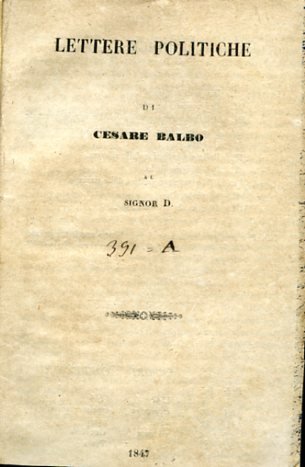 LETTERE POLITICHE
DI
CESARE BALBO
AL
SIGNOR D.
391 = A
1847